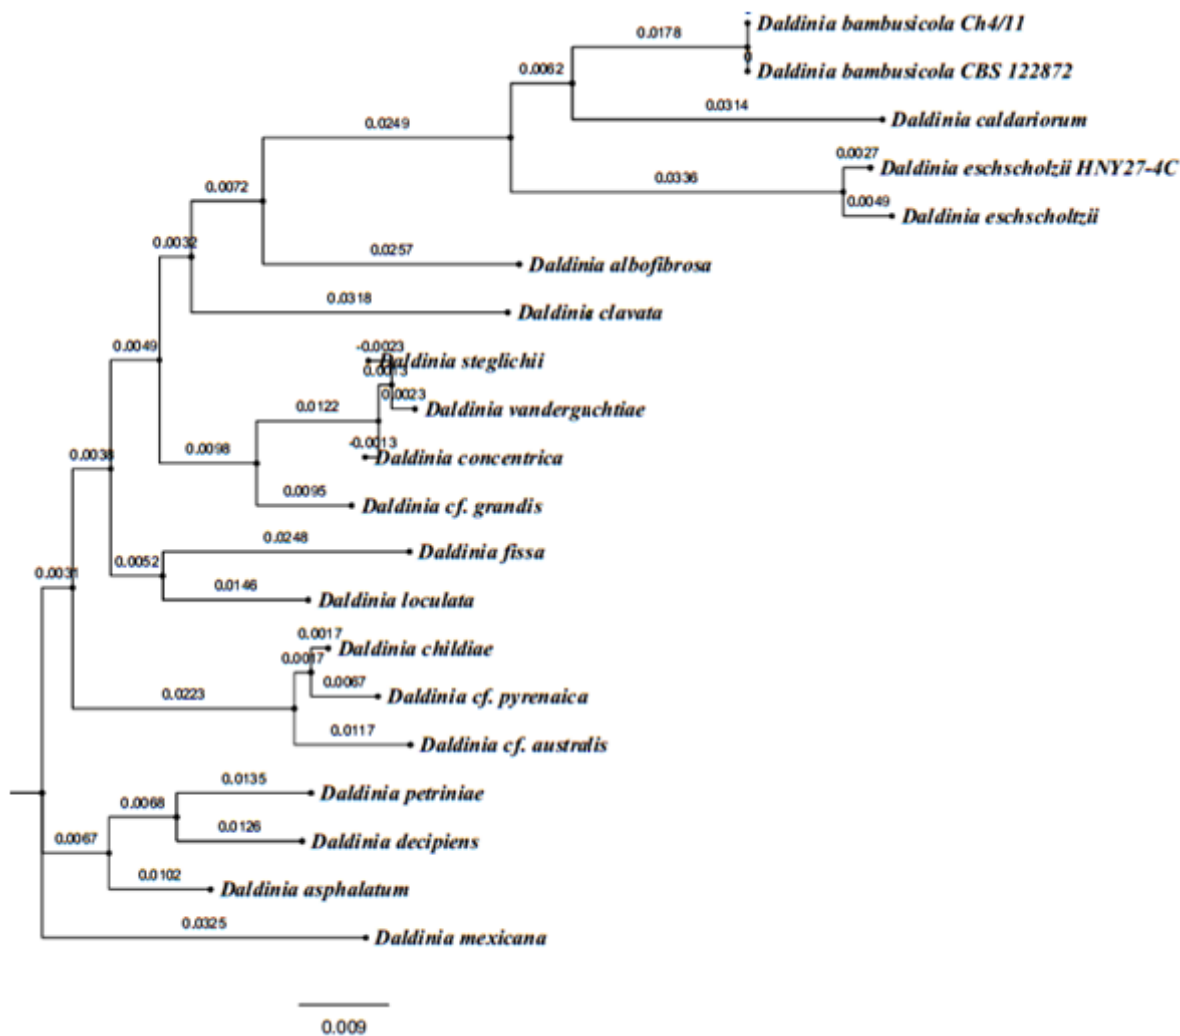 Daldinia bambusicola Ch4/11
0.0178
0
Daldinia bambusicola CBS 122872
0.0062
0.0314
Daldinia caldariorum
0.0249
0.0027
Daldinia eschscholzii HNY27-4C
0.0336
0.0049
Daldinia eschscholtzii
0.0072
0.0032
0.0257
Daldinia albofibrosa
0.0318
Daldinia clavata
0.0049
-0.0023
Daldinia steglichii
0.0013
0.0023
Daldinia vanderguchtiae
0.0122
0.0098
-0.0013
Daldinia concentrica
0.0038
0.0095
Daldinia cf. grandis
0.0248
Daldinia fissa
0.0052
0.0031
0.0146
Daldinia loculata
0.0017
Daldinia childiae
0.0017
0.0223
0.0067
Daldinia cf. pyrenaica
0.0117
Daldinia cf. australis
0.0135
Daldinia petriniae
0.0068
0.0067
0.0126
Daldinia decipiens
0.0102
Daldinia asphalatum
0.0325
Daldinia mexicana
0.009